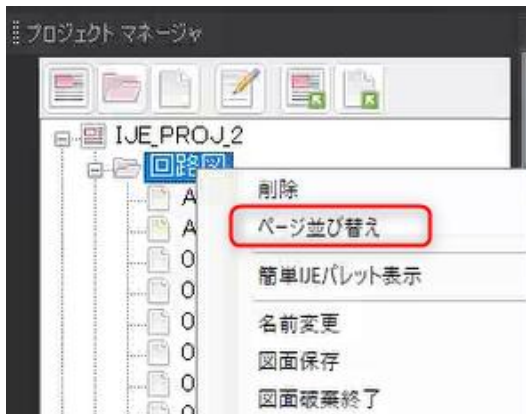 プロジェクト マネージャ
IJE_PROJ_2
回路図
A
A
0
0
0
0
0
0
削除
ページ並び替え
簡単IJEパレット表示
名前変更
図面保存
図面破棄終了